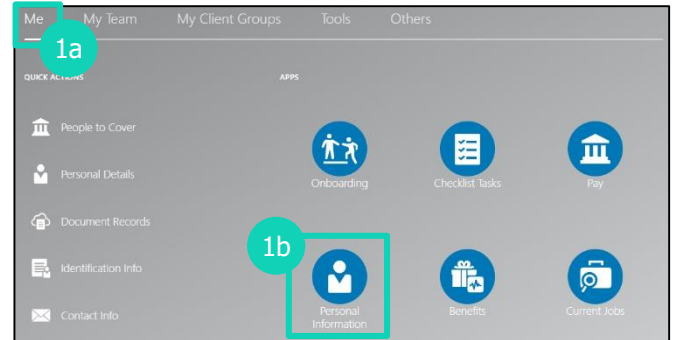 Me My Team My Client Groups Tools Others
1a
QUICK ACTIONS APPS
People to Cover
Personal Details
Onboarding Checklist Tasks Pay
Document Records
1b
Identification Info
Contact Info
Personal Benefits Current Jobs
Information